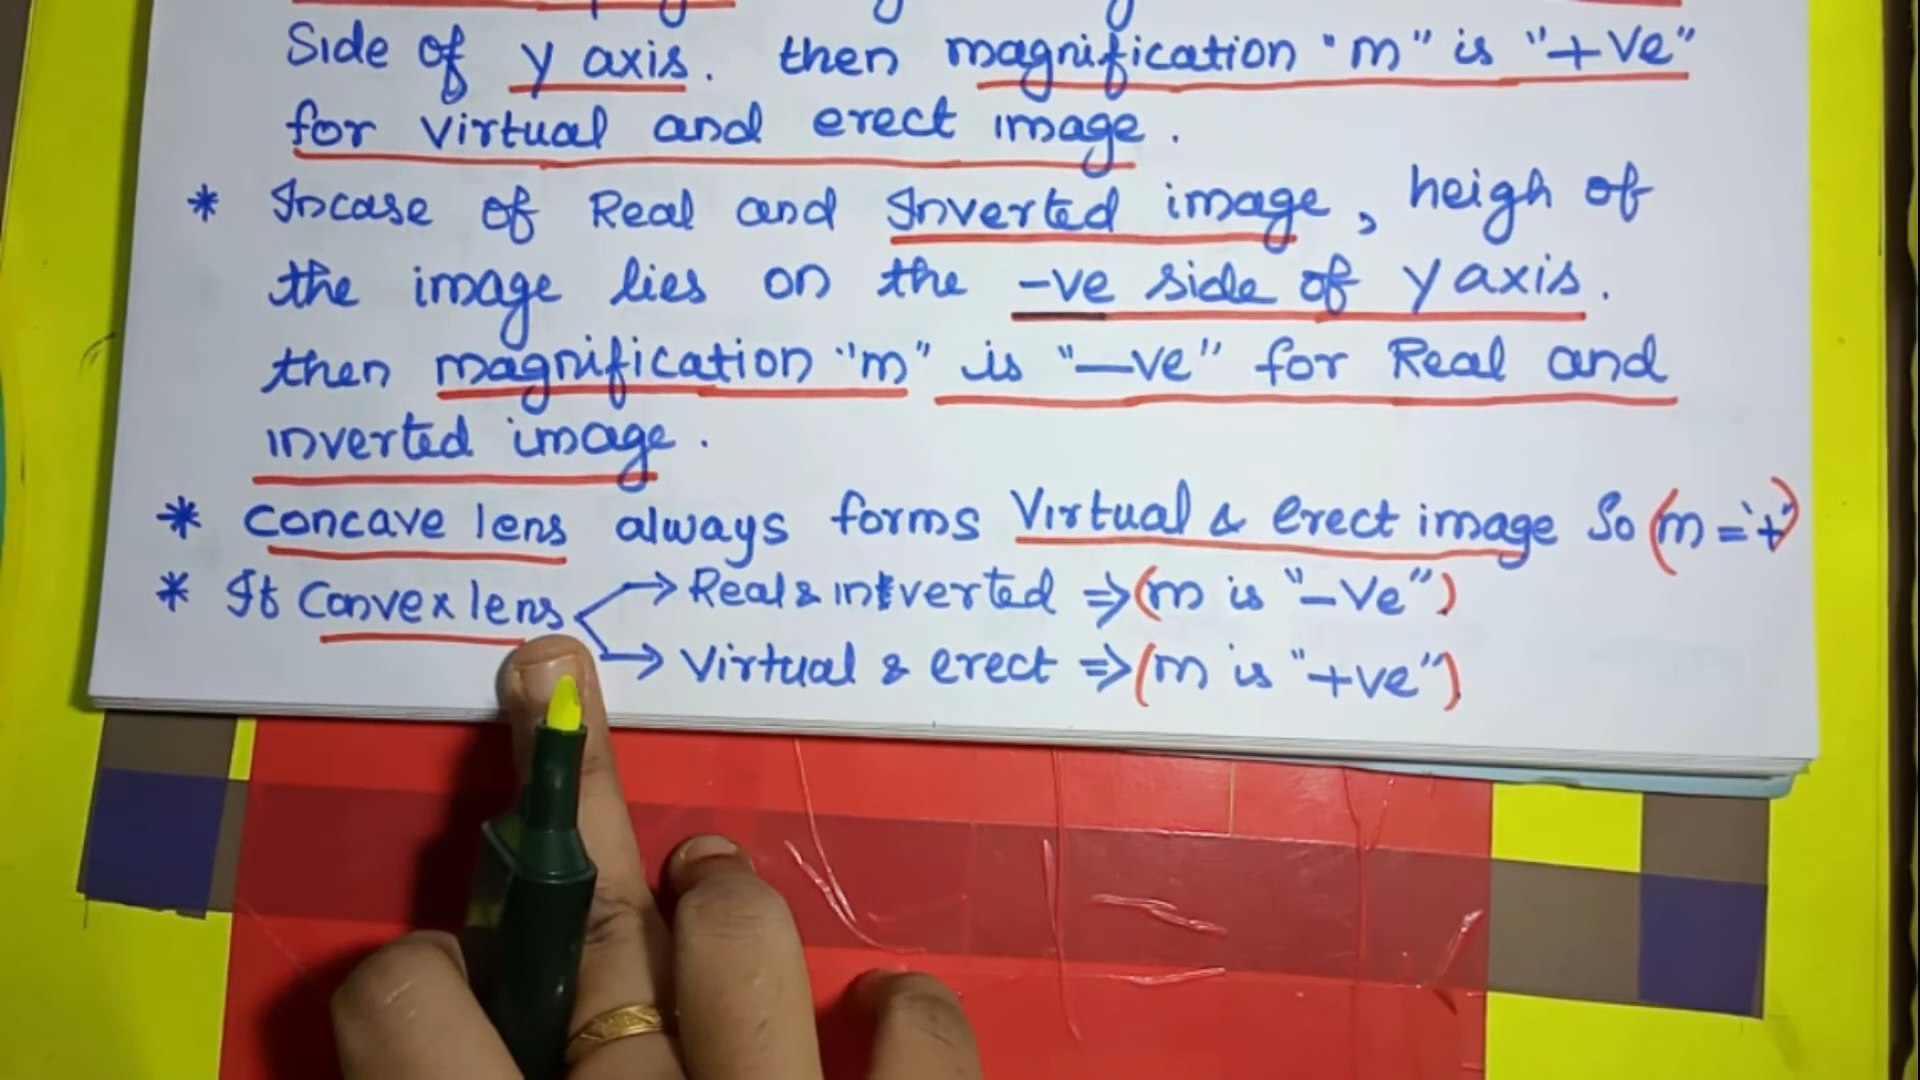 Side of y axis. then magnification "m" is "+ve"
for virtual and erect image.
* Incase of Real and Inverted image, heigh of
the image lies on the -ve side of y axis.
then magnification "m" is "-ve" for Real and
inverted image.
* Concave lens always forms Virtual & erect image So (m = '+')
* It Convex lens → Real & intverted ⇒ (m is "-Ve")
→ Virtual & erect ⇒ (m is "+ve")